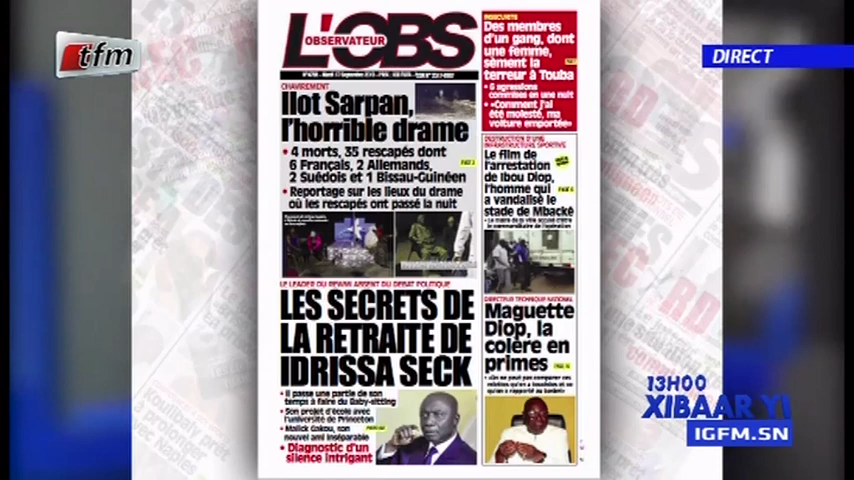 tfm
DIRECT
L'OBS
OBSERVATEUR
CHAVIREMENT
Ilot Sarpan,
l'horrible drame
• 4 morts, 35 rescapés dont
6 Français, 2 Allemands,
2 Suédois et 1 Bissau-Guinéen
• Reportage sur les lieux du drame
où les rescapés ont passé la nuit
LE LEADER DU REWMI ABSENT DU DEBAT POLITIQUE
LES SECRETS DE
LA RETRAITE DE
IDRISSA SECK
• Il passe une partie de son
temps à faire du Baby-sitting
• Son projet d'école avec
l'université de Princeton
• Malick Gakou, son
nouvel ami inséparable
• Diagnostic d'un
silence intrigant
INSECURITE
Des membres
d'un gang, dont
une femme,
sèment la
terreur à Touba
• 6 agressions
commises en une nuit
• «Comment j'ai
été molesté, ma
voiture emportée»
DESTRUCTION D'UNE
INFRASTRUCTURE SPORTIVE
Le film de
l'arrestation
de Ibou Diop,
l'homme qui
a vandalisé le
stade de Mbacké
DIRECTEUR TECHNIQUE NATIONAL
Maguette
Diop, la
colère en
primes
13H00
XIBAAR YI
IGFM.SN